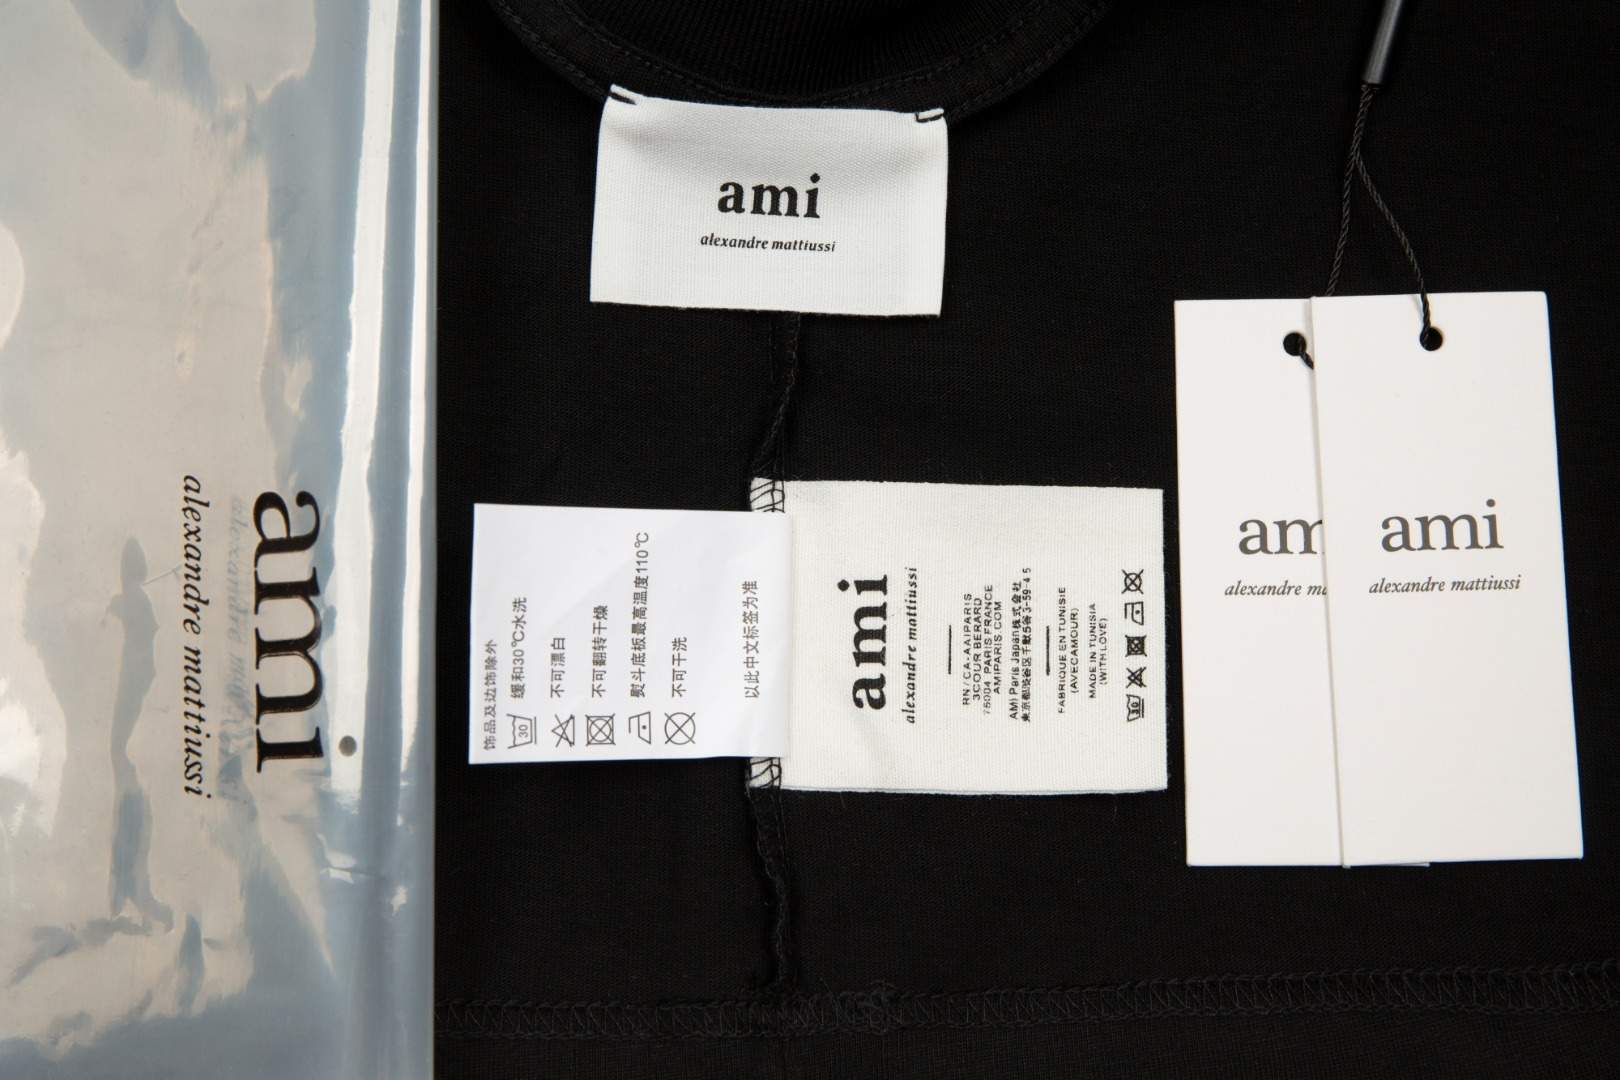 ami
alexandre mattiussi
ami
alexandre mattiussi
饰品及边饰除外
30
缓和30℃水洗
不可漂白
不可翻转干燥
熨斗底板最高温度110℃
不可干洗
以此中文标签为准
ami
alexandre mattiussi
RN/CA-AAIPARIS
3COUR BERARD
75004 PARIS FRANCE
AMIPARIS.COM
AMI Paris Japan株式会社
FABRIQUE EN TUNISIE
(AVECAMOUR)
MADE IN TUNISIA
(WITH LOVE)
30
am
alexandre ma
ami
alexandre mattiussi